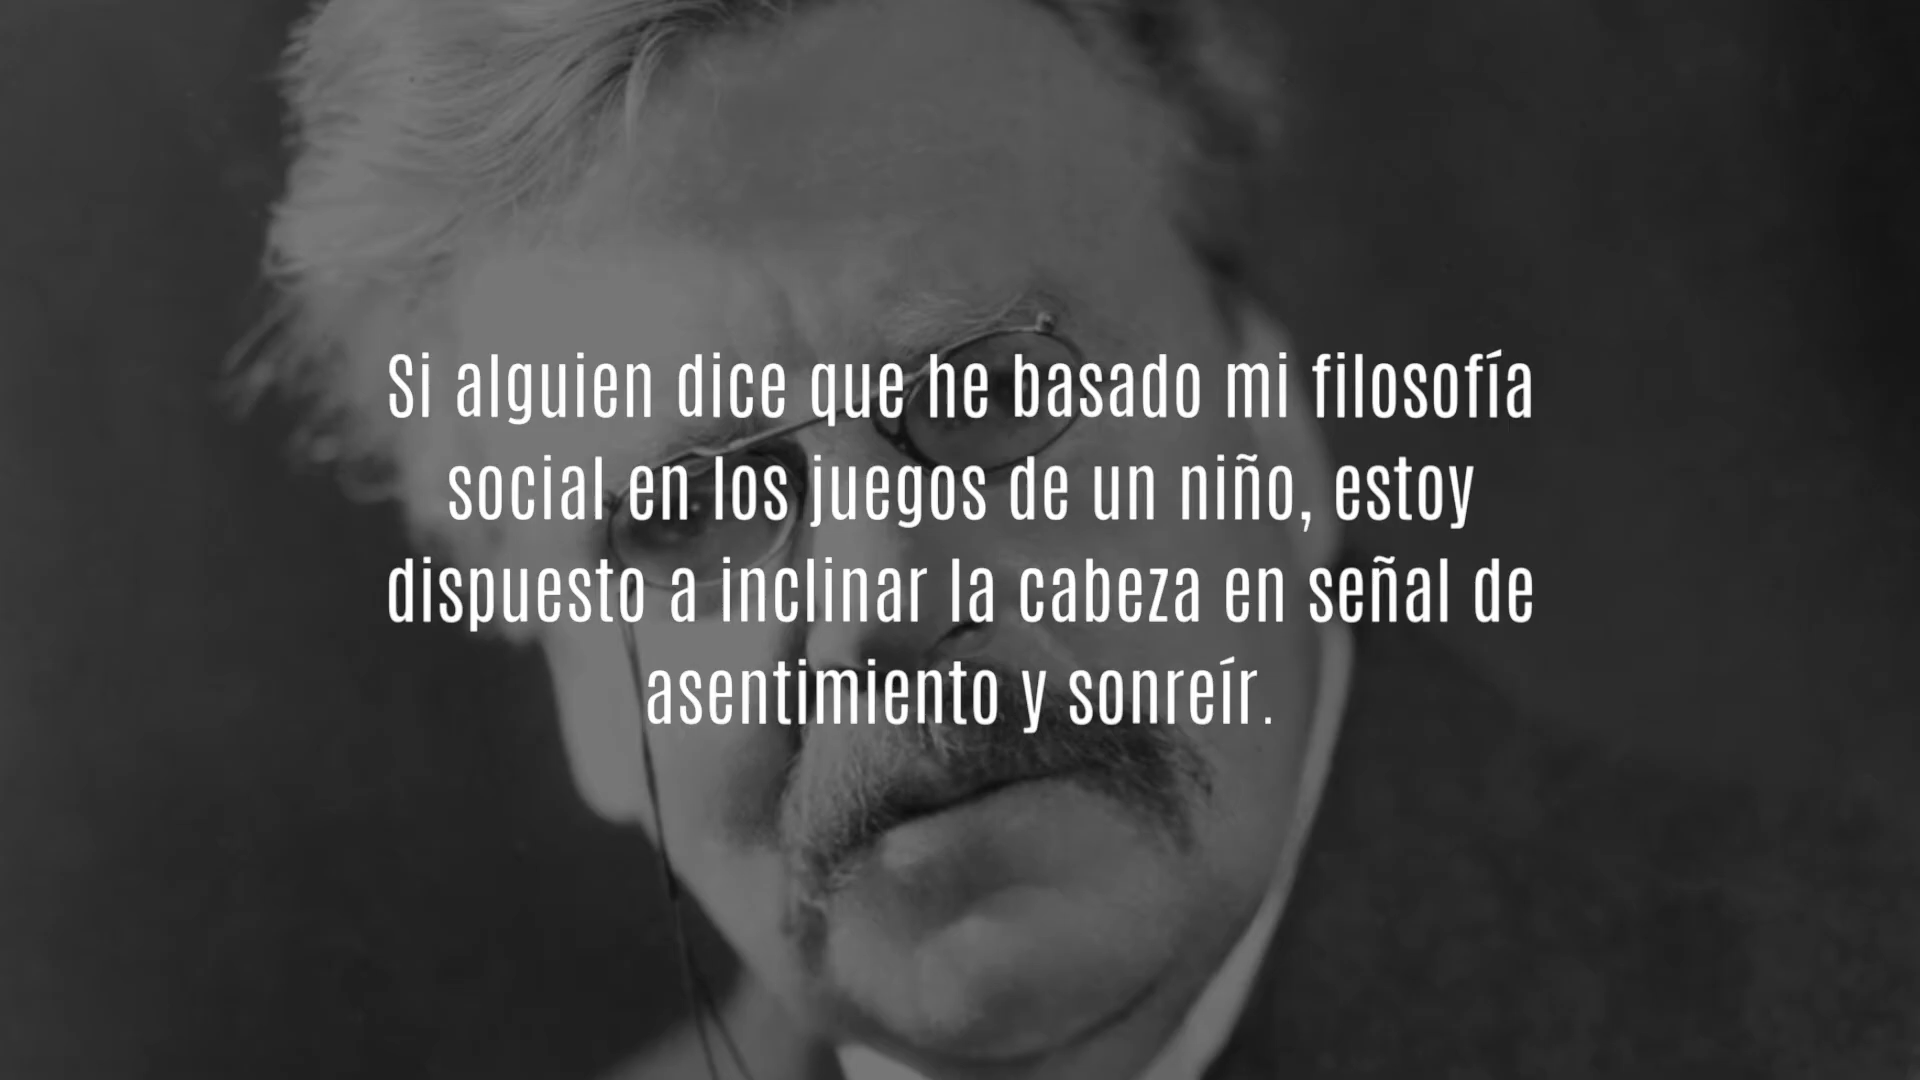 Si alguien dice que he basado mi filosofía
social en los juegos de un niño, estoy
dispuesto a inclinar la cabeza en señal de
asentimiento y sonreír.